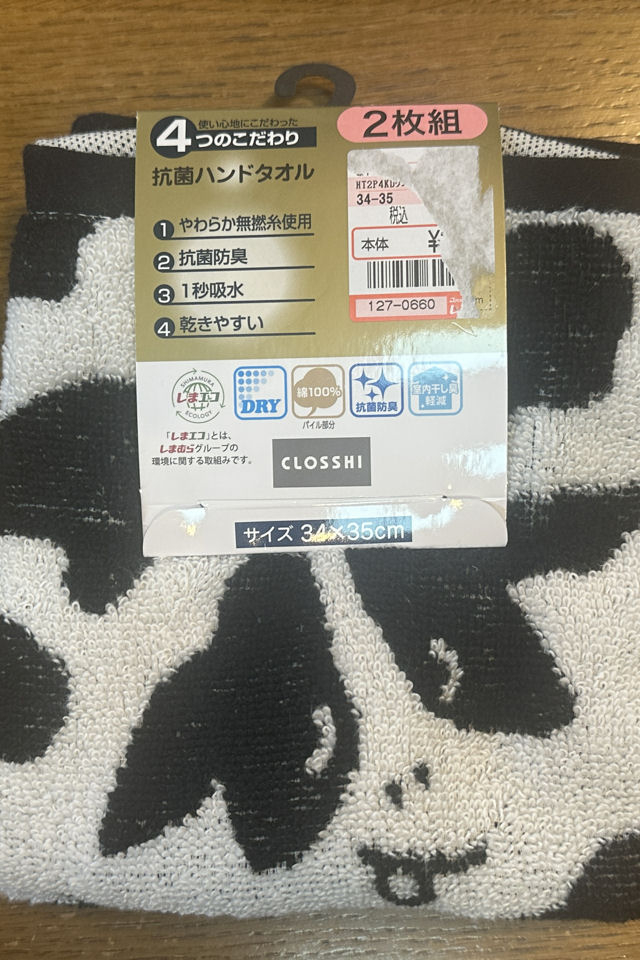 使い心地にこだわった
4つのこだわり
2枚組
抗菌ハンドタオル
1 やわらか無撚糸使用
2 抗菌防臭
3 1秒吸水
4 乾きやすい
34-35
税込
本体 ¥
127-0660
SHIMAMURA
しまエコ
ECOLOGY
DRY
綿100%
パイル部分
抗菌防臭
室内干し臭
軽減
「しまエコ」とは、
しまむらグループの
環境に関する取組みです。
CLOSSHI
サイズ 34×35cm